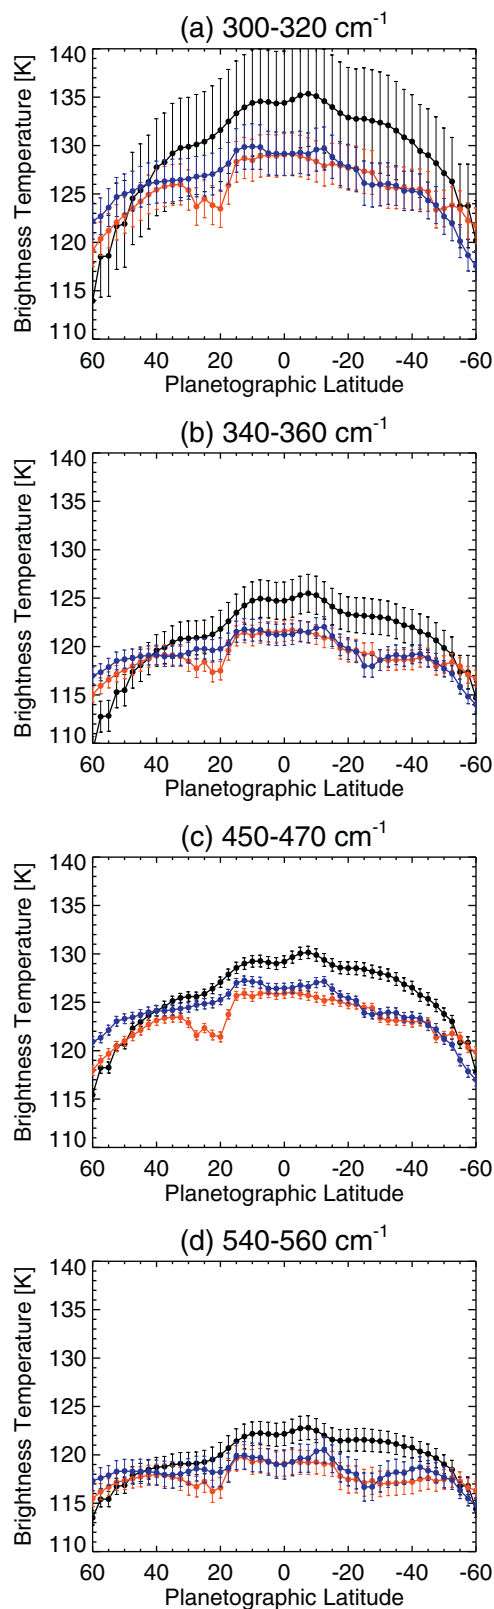 (a) 300-320 cm-1
Brightness Temperature [K]
140
135
130
125
120
115
110
60 40 20 0 -20 -40 -60
Planetographic Latitude
(b) 340-360 cm-1
Brightness Temperature [K]
140
135
130
125
120
115
110
60 40 20 0 -20 -40 -60
Planetographic Latitude
(c) 450-470 cm-1
Brightness Temperature [K]
140
135
130
125
120
115
110
60 40 20 0 -20 -40 -60
Planetographic Latitude
(d) 540-560 cm-1
Brightness Temperature [K]
140
135
130
125
120
115
110
60 40 20 0 -20 -40 -60
Planetographic Latitude